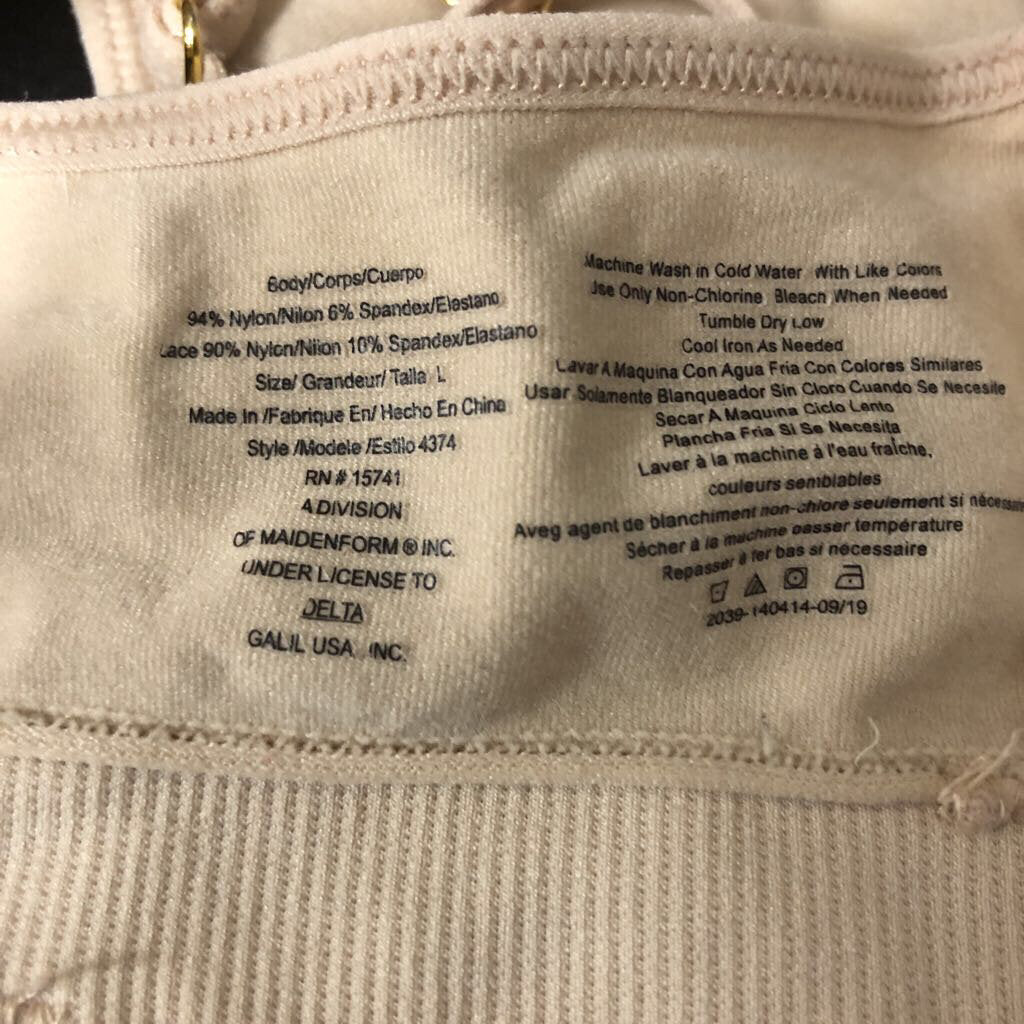 Body/Corps/Cuerpo
94% Nylon/Nilon 6% Spandex/Elastano
Lace 90% Nylon/Nilon 10% Spandex/Elastano
Size/ Grandeur/ Talla L
Made In /Fabrique En/ Hecho En China
Style /Modele /Estilo 4374
RN # 15741
A DIVISION
OF MAIDENFORM ® INC.
UNDER LICENSE TO
DELTA
GALIL USA, INC.
Machine Wash in Cold Water With Like Colors
Use Only Non-Chlorine Bleach When Needed
Tumble Dry Low
Cool Iron As Needed
Lavar A Maquina Con Agua Fria Con Colores Similares
Usar Solamente Blanqueador Sin Cloro Cuando Se Necesite
Secar A Maquina Ciclo Lento
Plancha Fria Si Se Necesita
Laver à la machine à l'eau fraîche,
couleurs semblables
Aveg agent de blanchiment non-chlore seulement si nécessaire
Sécher à la machine basser température
Repasser à fer bas si necessaire
2039-140414-09/19